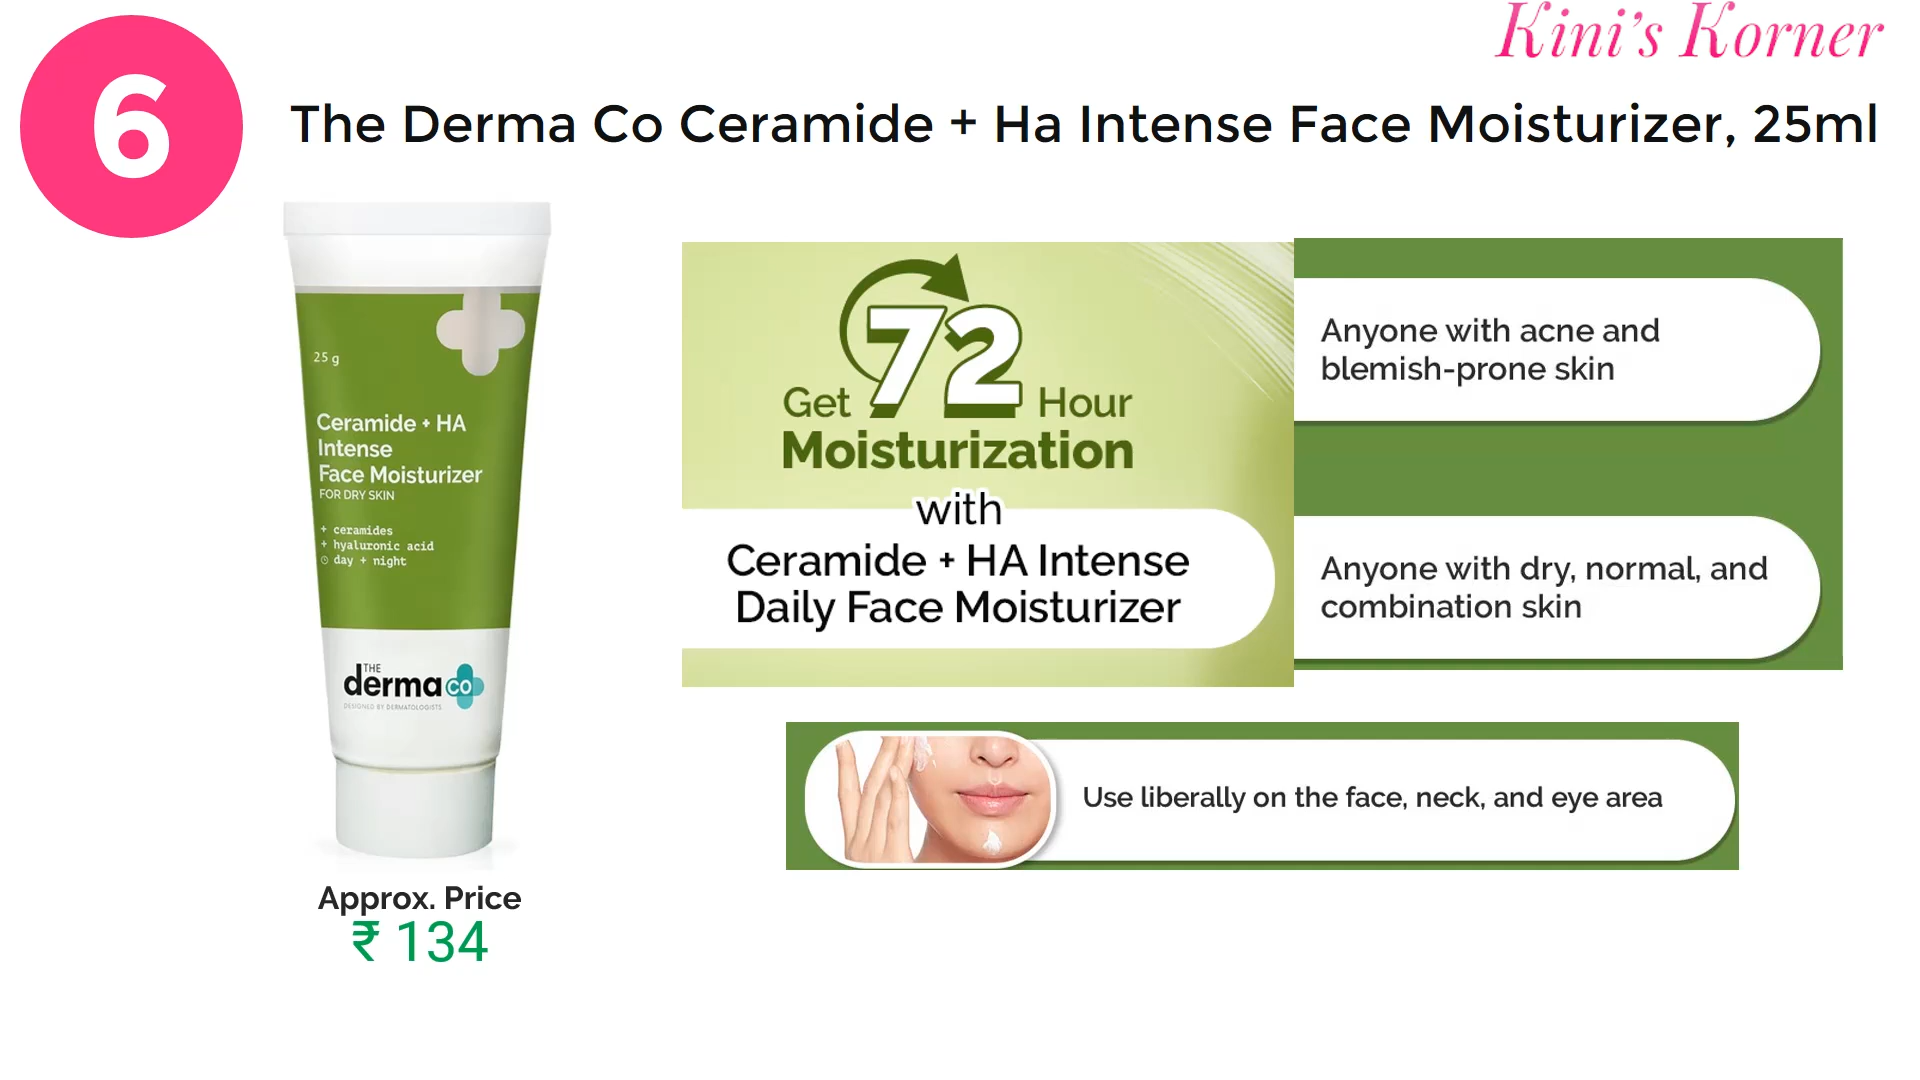 Kini's Korner
6
The Derma Co Ceramide + Ha Intense Face Moisturizer, 25ml
25 g
Ceramide + HA
Intense
Face Moisturizer
FOR DRY SKIN
+ ceramides
+ hyaluronic acid
day + night
THE
derma co
DESIGNED BY DERMATOLOGISTS
Approx. Price
₹ 134
Get 72 Hour
Moisturization
with
Ceramide + HA Intense
Daily Face Moisturizer
Anyone with acne and
blemish-prone skin
Anyone with dry, normal, and
combination skin
Use liberally on the face, neck, and eye area